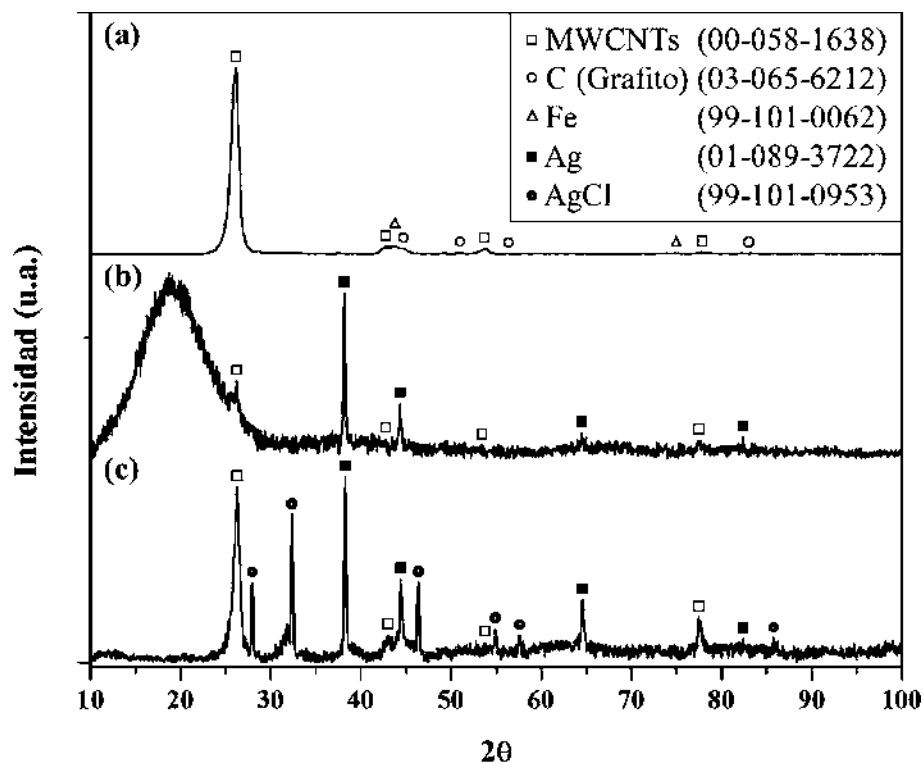 (a)
MWCNTs (00-058-1638)
C (Grafito) (03-065-6212)
Fe (99-101-0062)
Ag (01-089-3722)
AgCl (99-101-0953)
(b)
(c)
Intensidad (u.a.)
10 20 30 40 50 60 70 80 90 100
2θ